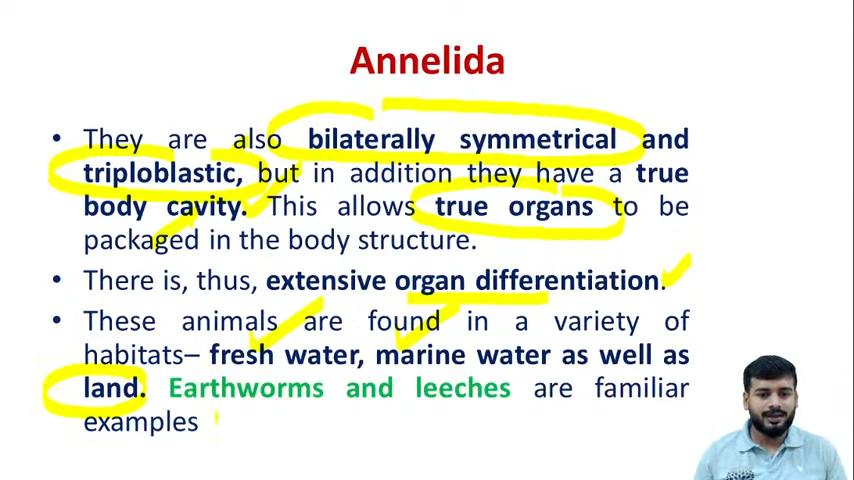 Annelida
• They are also bilaterally symmetrical and
triploblastic, but in addition they have a true
body cavity. This allows true organs to be
packaged in the body structure.
• There is, thus, extensive organ differentiation.
• These animals are found in a variety of
habitats– fresh water, marine water as well as
land. Earthworms and leeches are familiar
examples